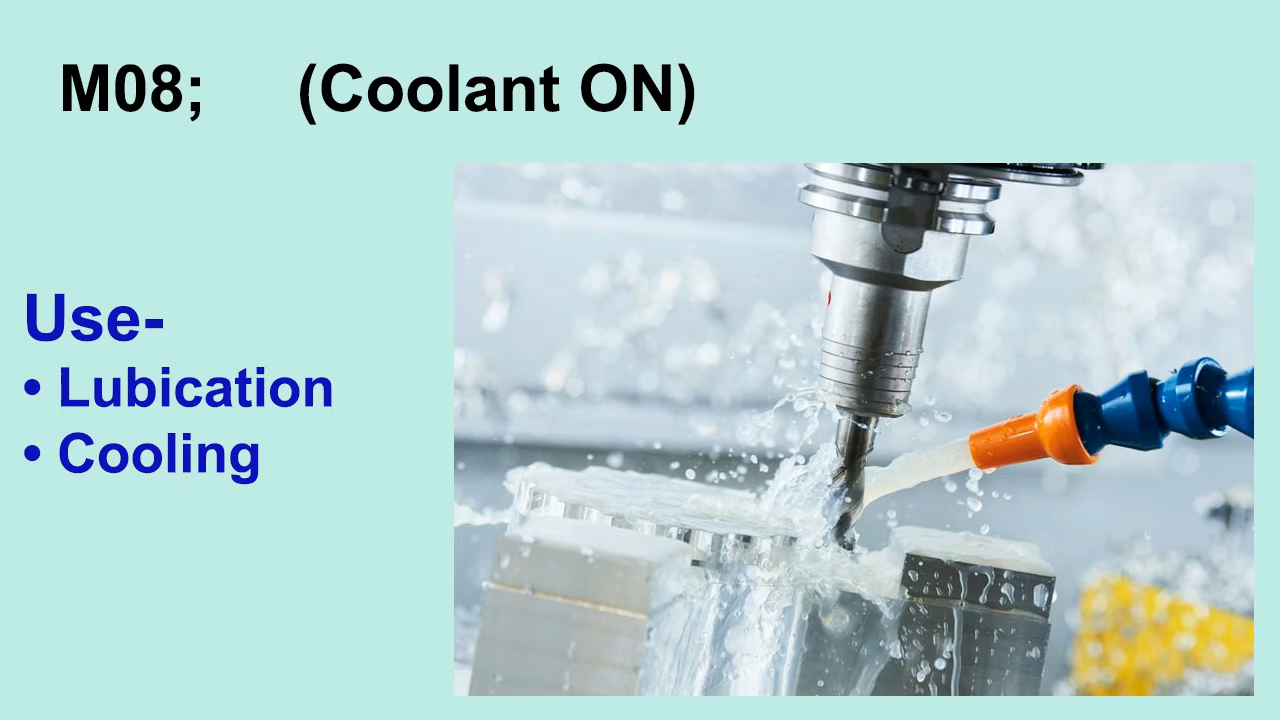 M08; (Coolant ON)
Use-
• Lubication
• Cooling